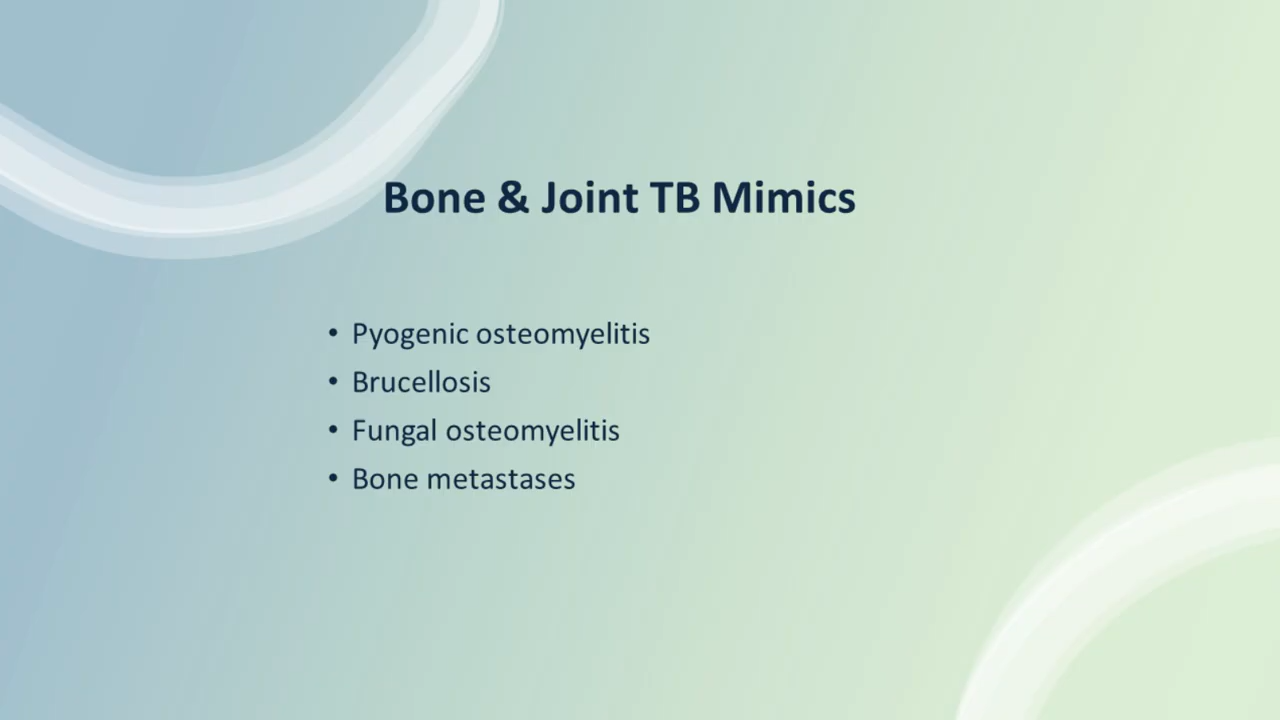 Bone & Joint TB Mimics
• Pyogenic osteomyelitis
• Brucellosis
• Fungal osteomyelitis
• Bone metastases